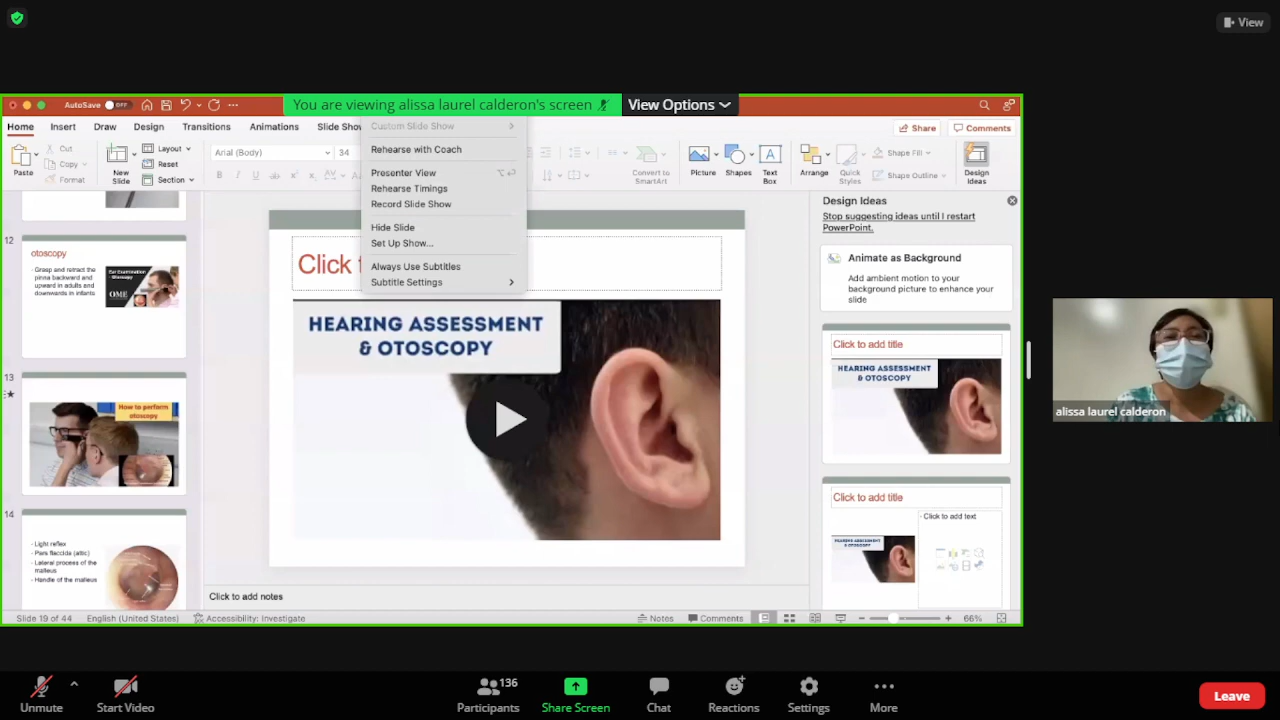 View
AutoSave OFF
You are viewing alissa laurel calderon's screen
View Options
Home
Insert
Draw
Design
Transitions
Animations
Slide Show
Share
Comments
Custom Slide Show
Rehearse with Coach
Presenter View
Rehearse Timings
Record Slide Show
Hide Slide
Set Up Show...
Always Use Subtitles
Subtitle Settings
Paste
Cut
Copy
Format
New
Slide
Layout
Reset
Section
Arial (Body)
34
B
I
U
Convert to
SmartArt
Picture
Shapes
Text
Box
Arrange
Quick
Styles
Shape Fill
Shape Outline
Design
Ideas
12
otoscopy
- Grasp and retract the
pinna backward and
upward in adults and
downwards in infants
Ear Examination
- Otoscopy
OME
13
How to perform
otoscopy
14
- Light reflex
- Pars flaccida (attic)
- Lateral process of the
malleus
- Handle of the malleus
Click t
HEARING ASSESSMENT
& OTOSCOPY
Click to add notes
Design Ideas
Stop suggesting ideas until I restart
PowerPoint.
Animate as Background
Add ambient motion to your
background picture to enhance your
slide
Click to add title
HEARING ASSESSMENT
& OTOSCOPY
Click to add title
- Click to add text
HEARING ASSESSMENT
& OTOSCOPY
Slide 19 of 44
English (United States)
Accessibility: Investigate
Notes
Comments
66%
alissa laurel calderon
Unmute
Start Video
136
Participants
Share Screen
Chat
Reactions
Settings
More
Leave